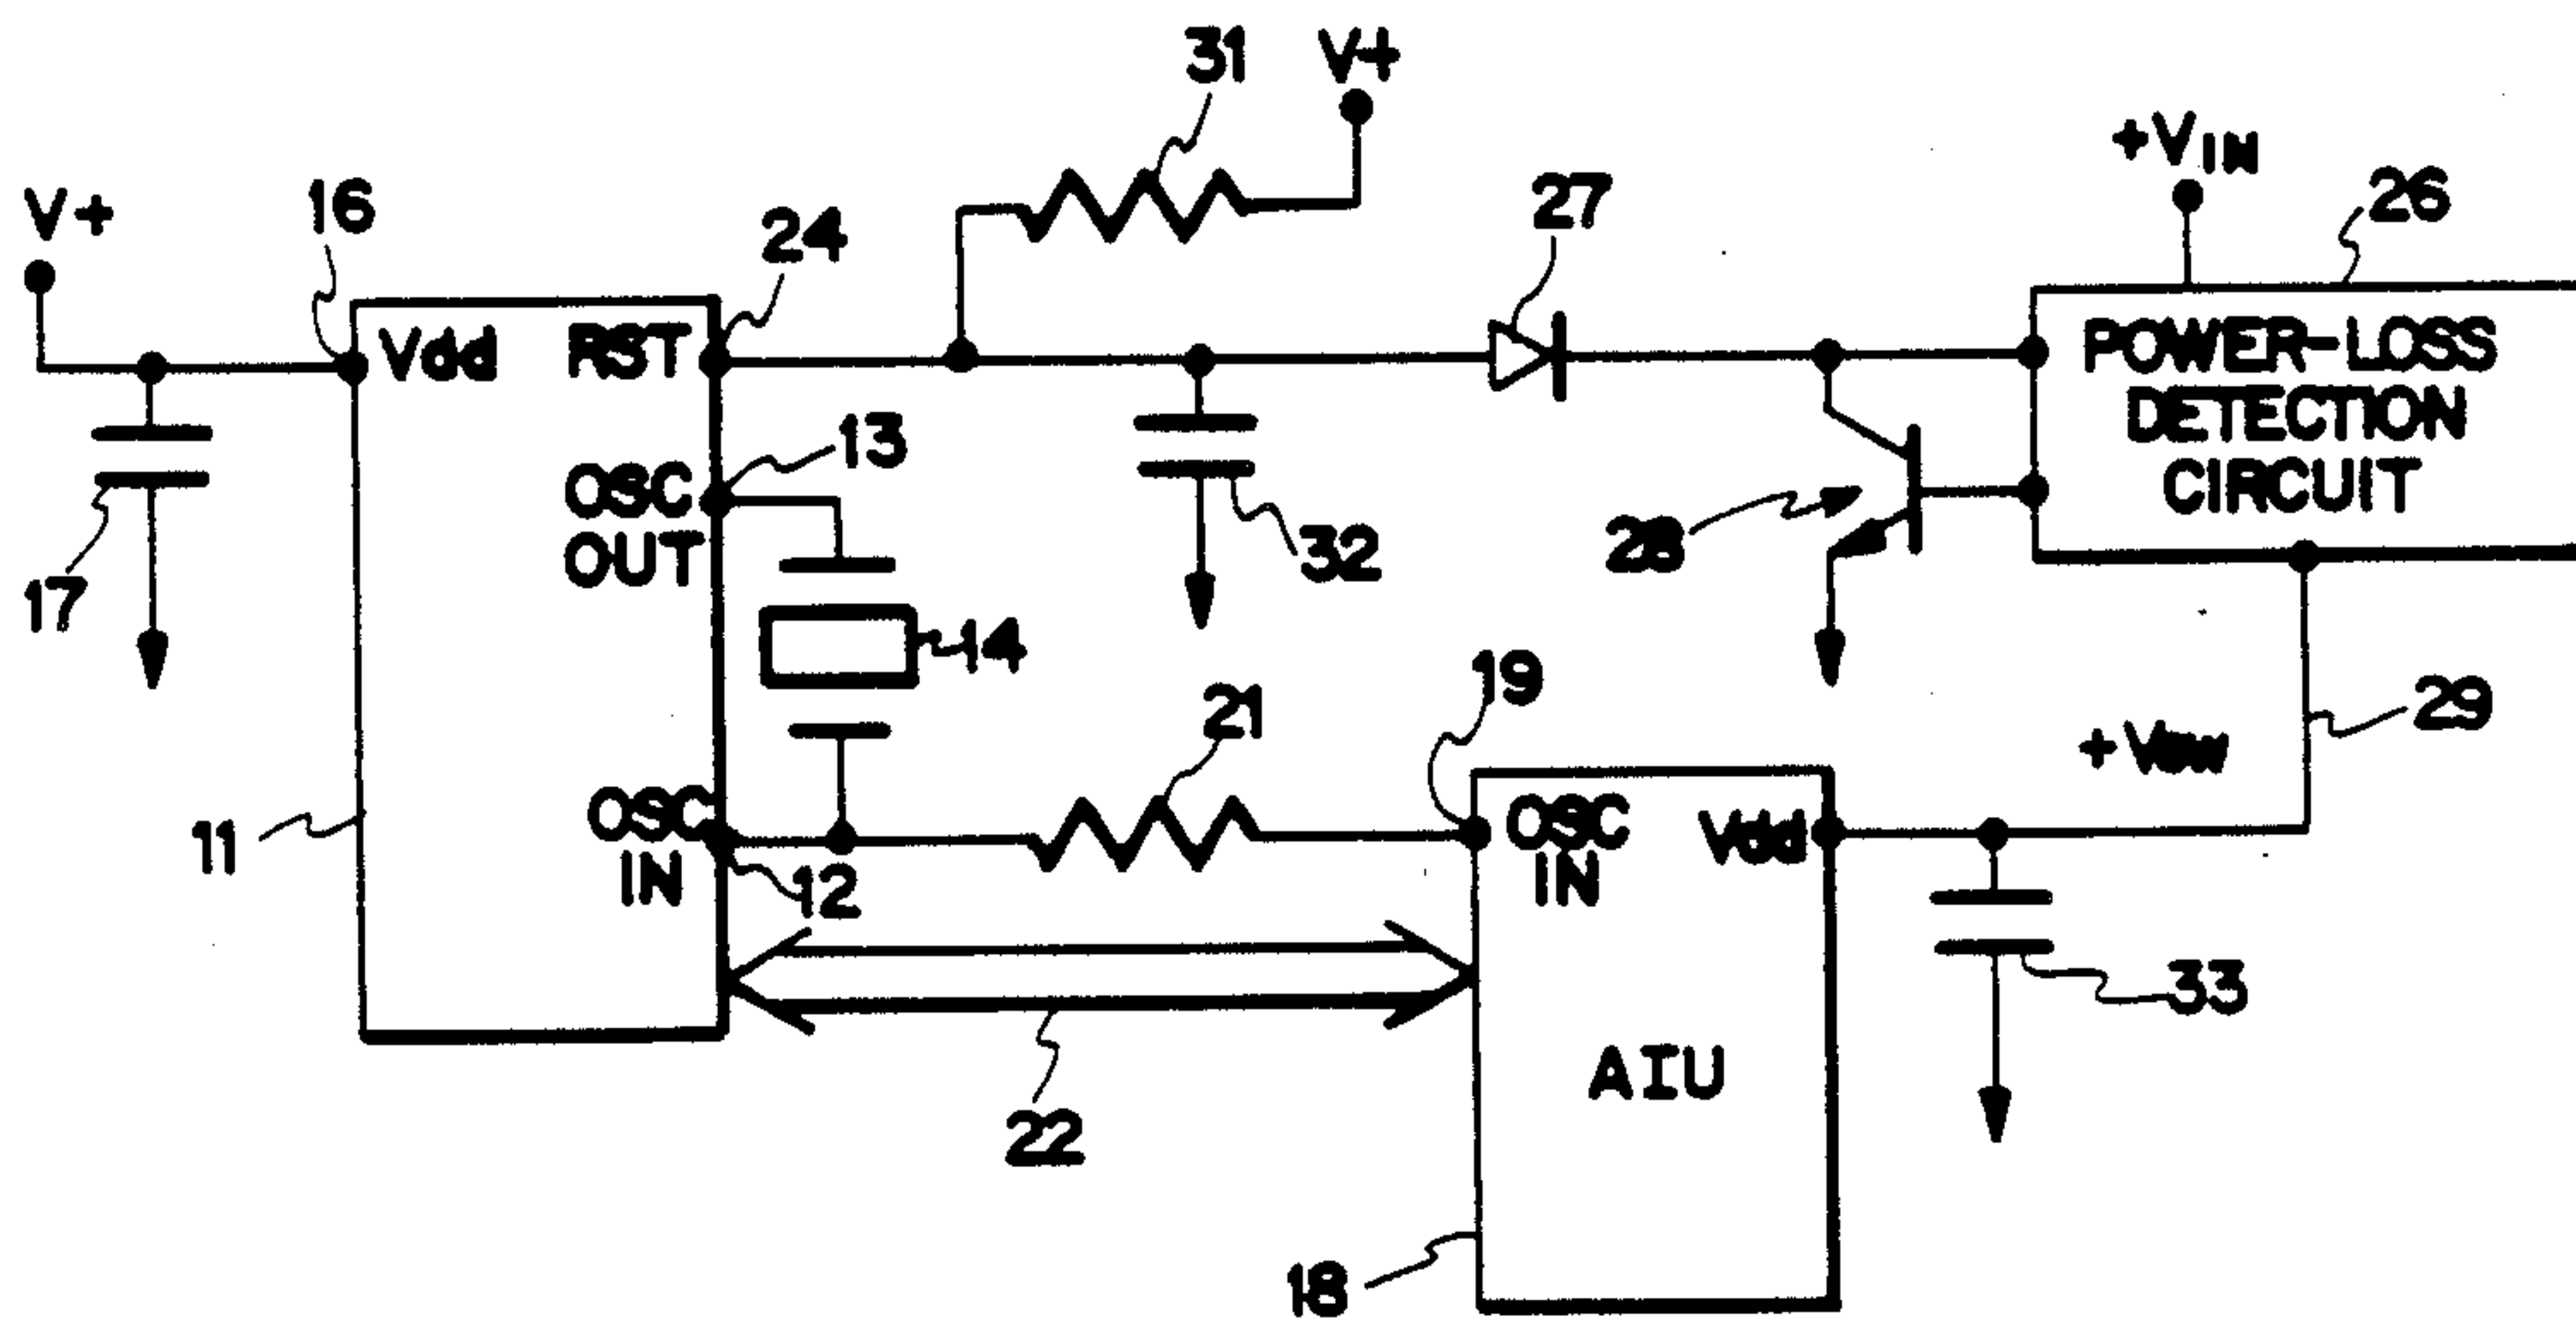 31
V+
+VIN
26
27
V+
16
24
Vdd
RST
POWER-LOSS
DETECTION
CIRCUIT
13
OSC
OUT
28
32
17
14
19
21
29
OSC
IN
OSC
IN
Vdd
11
12
33
AIU
22
18